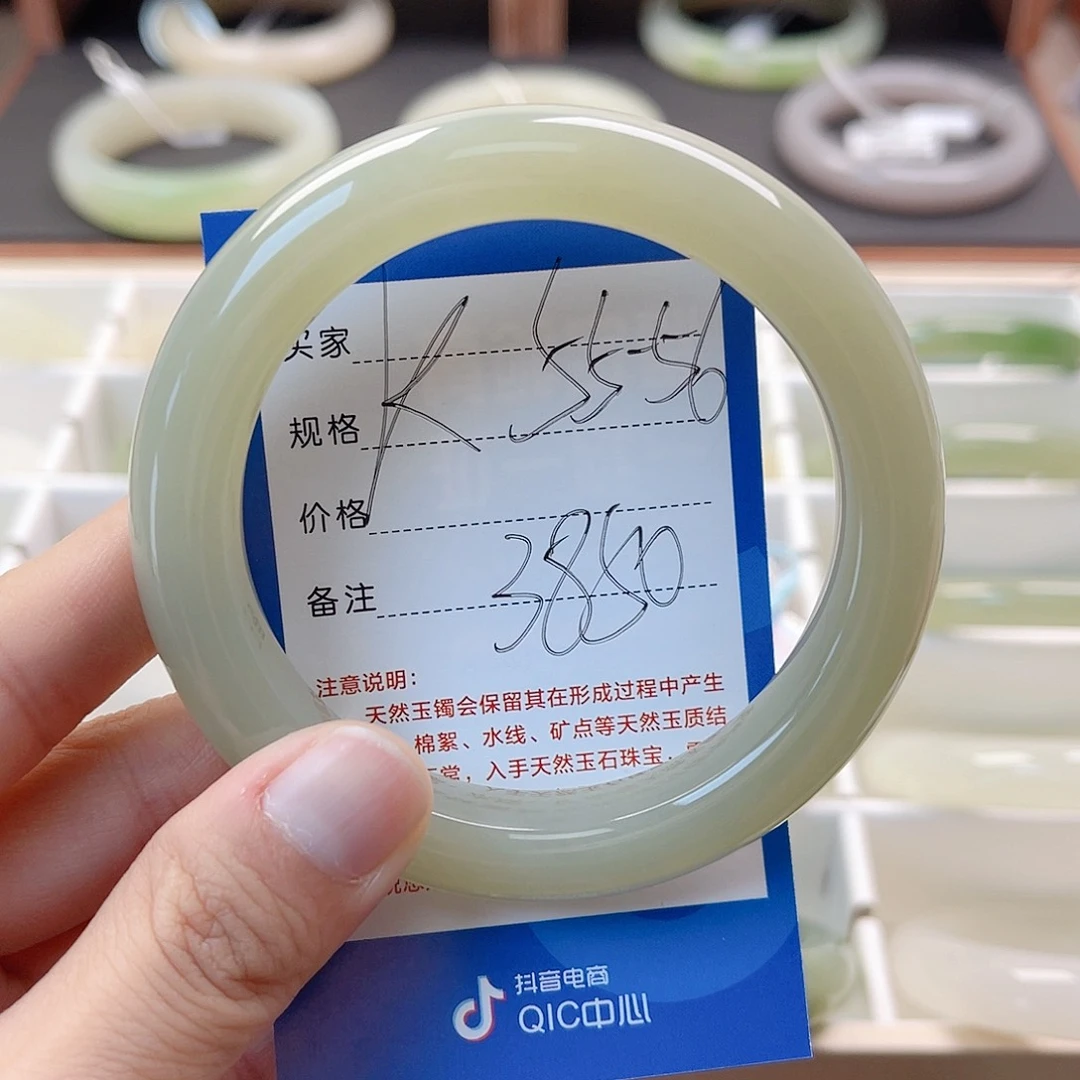 买家
K 55-56
规格
价格
3850
备注
注意说明：
天然玉镯会保留其在形成过程中产生
棉絮、水线、矿点等天然玉质结
常，入手天然玉石珠宝，
抖音电商
QIC中心